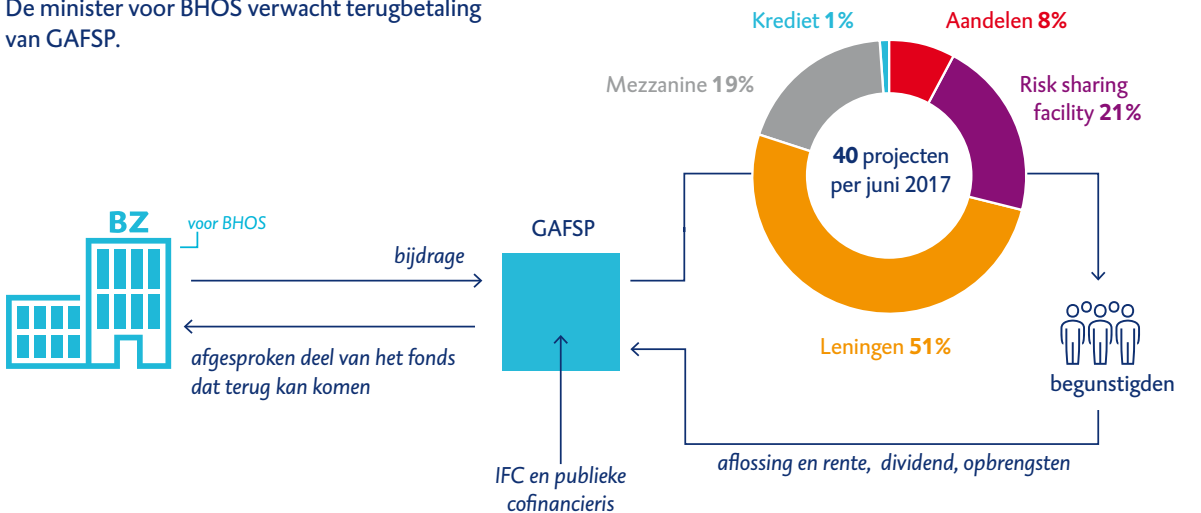 De minister voor BHOS verwacht terugbetaling
van GAFSP.
Krediet 1%
Aandelen 8%
Mezzanine 19%
Risk sharing
facility 21%
40 projecten
per juni 2017
BZ
voor BHOS
GAFSP
bijdrage
afgesproken deel van het fonds
dat terug kan komen
Leningen 51%
begunstigden
aflossing en rente, dividend, opbrengsten
IFC en publieke
cofinancieris